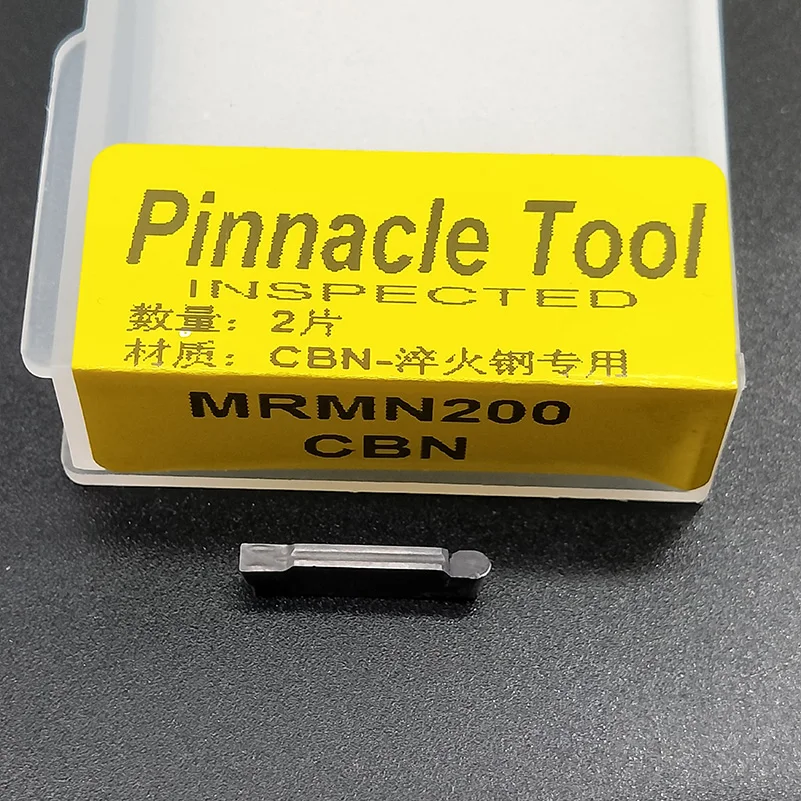 Pinnacle Tool
INSPECTED
数量：2片
材质：CBN-淬火钢专用
MRMN200
CBN